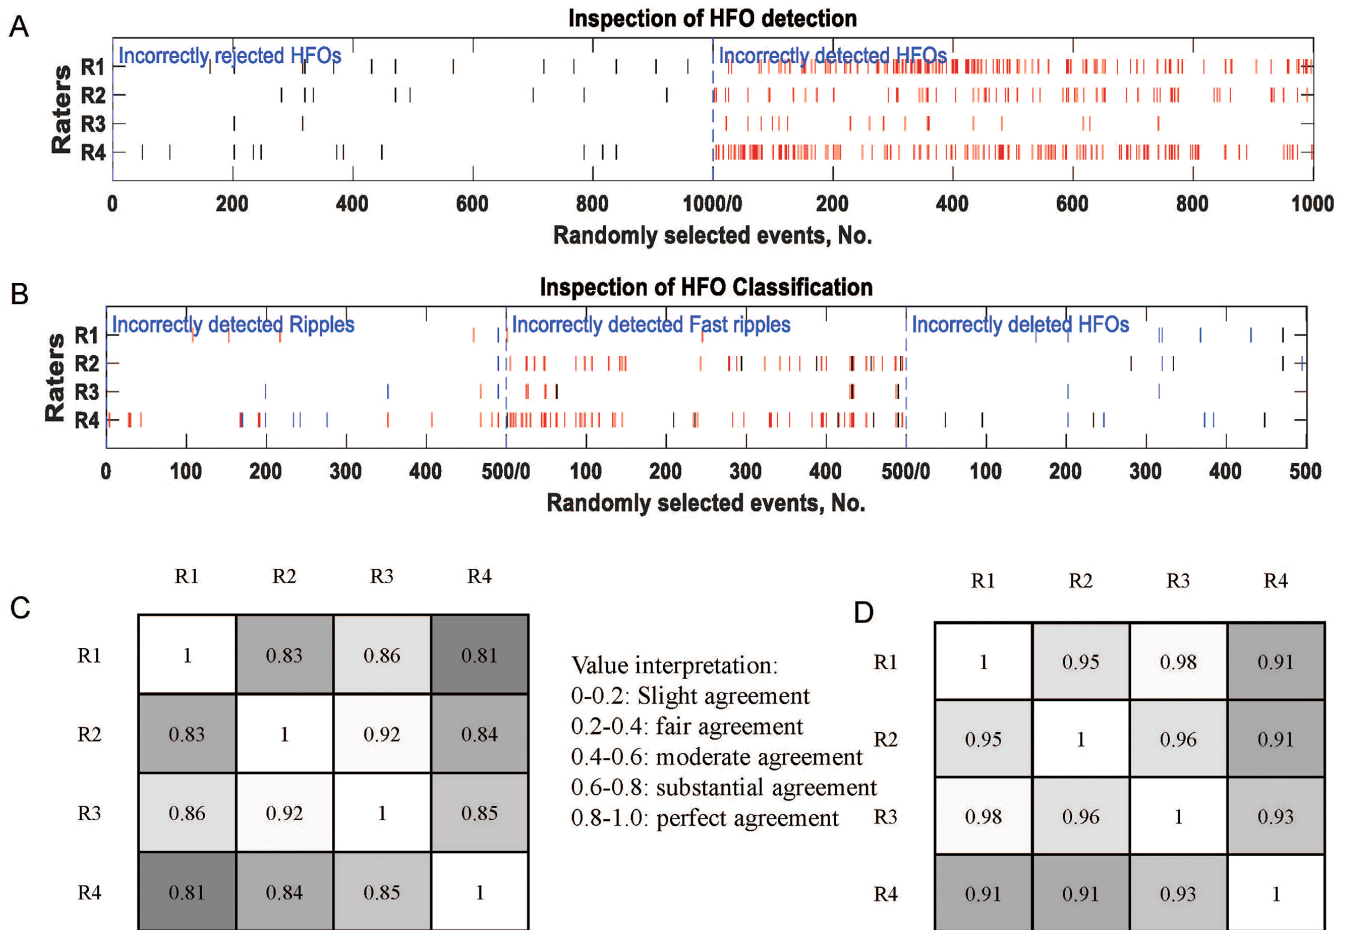 A
Inspection of HFO detection
Incorrectly rejected HFOs
Incorrectly detected HFOs
Raters
R1
R2
R3
R4
0 200 400 600 800 1000/0 200 400 600 800 1000
Randomly selected events, No.
B
Inspection of HFO Classification
Incorrectly detected Ripples
Incorrectly detected Fast ripples
Incorrectly deleted HFOs
Raters
R1
R2
R3
R4
0 100 200 300 400 500/0 100 200 300 400 500/0 100 200 300 400 500
Randomly selected events, No.
C
R1 R2 R3 R4
R1 1 0.83 0.86 0.81
R2 0.83 1 0.92 0.84
R3 0.86 0.92 1 0.85
R4 0.81 0.84 0.85 1
Value interpretation:
0-0.2: Slight agreement
0.2-0.4: fair agreement
0.4-0.6: moderate agreement
0.6-0.8: substantial agreement
0.8-1.0: perfect agreement
D
R1 R2 R3 R4
R1 1 0.95 0.98 0.91
R2 0.95 1 0.96 0.91
R3 0.98 0.96 1 0.93
R4 0.91 0.91 0.93 1